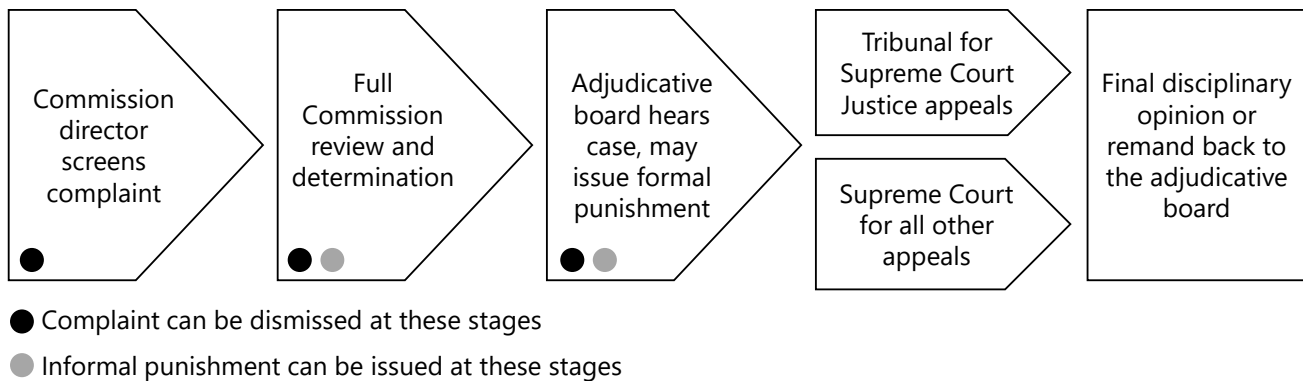 Commission
director
screens
complaint
Full
Commission
review and
determination
Adjudicative
board hears
case, may
issue formal
punishment
Tribunal for
Supreme Court
Justice appeals
Supreme Court
for all other
appeals
Final disciplinary
opinion or
remand back to
the adjudicative
board
Complaint can be dismissed at these stages
Informal punishment can be issued at these stages